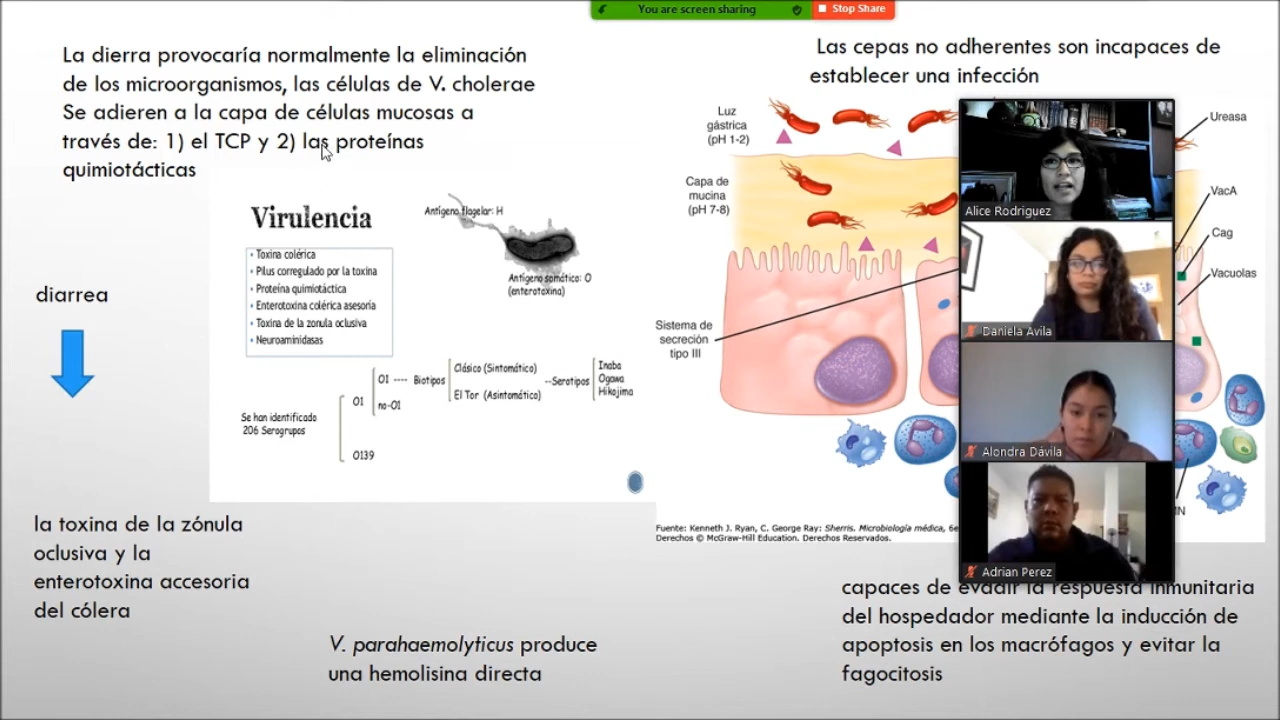 You are screen sharing
Stop Share
La dierra provocaría normalmente la eliminación
de los microorganismos, las células de V. cholerae
Se adieren a la capa de células mucosas a
través de: 1) el TCP y 2) las proteínas
quimiotácticas
Virulencia
Antígeno flagelar: H
• Toxina colérica
• Pilus corregulado por la toxina
• Proteína quimiotáctica
• Enterotoxina colérica asesoría
• Toxina de la zonula oclusiva
• Neuroaminidasas
Antígeno somático: O
(enterotoxina)
diarrea
Se han identificado
206 Serogrupos
O1
O1 ---- Biotipos
no-O1
Clásico (Sintomático)
El Tor (Asintomático)
--Serotipos
Inaba
Ogawa
Hikojima
O139
la toxina de la zónula
oclusiva y la
enterotoxina accesoria
del cólera
V. parahaemolyticus produce
una hemolisina directa
Las cepas no adherentes son incapaces de
establecer una infección
Luz
gástrica
(pH 1-2)
Capa de
mucina
(pH 7-8)
Sistema de
secreción
tipo III
Ureasa
VacA
Cag
Vacuolas
Alice Rodriguez
Daniela Avila
Alondra Dávila
Adrian Perez
Fuente: Kenneth J. Ryan, C. George Ray: Sherris. Microbiología médica, 6e
Derechos © McGraw-Hill Education. Derechos Reservados.
capaces de evadir la respuesta inmunitaria
del hospedador mediante la inducción de
apoptosis en los macrófagos y evitar la
fagocitosis